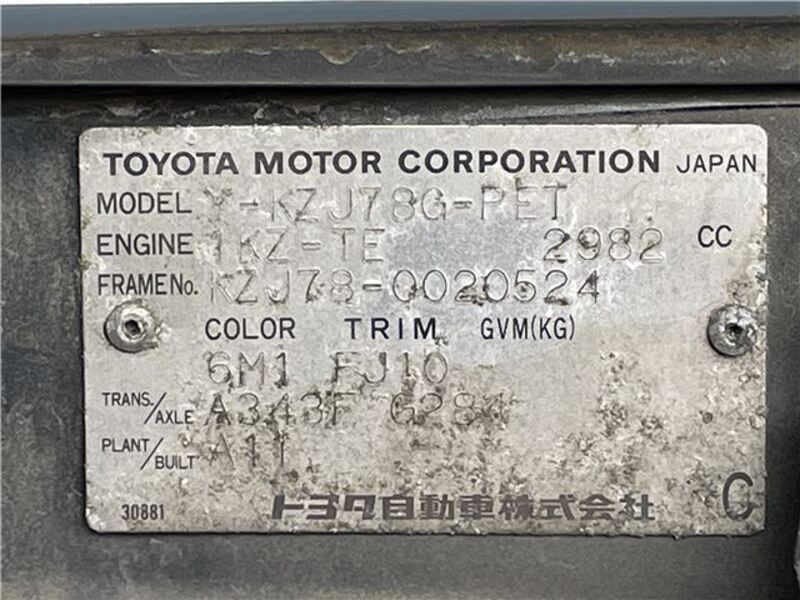 TOYOTA MOTOR CORPORATION JAPAN
MODEL Y-KZJ78G-PET
ENGINE 1KZ-TE 2982 CC
FRAME No. KZJ78-0020524
COLOR TRIM GVM(KG)
6M1 FJ10
TRANS./AXLE A343F G284
PLANT/BUILT A11
30881 トヨタ自動車株式会社 C